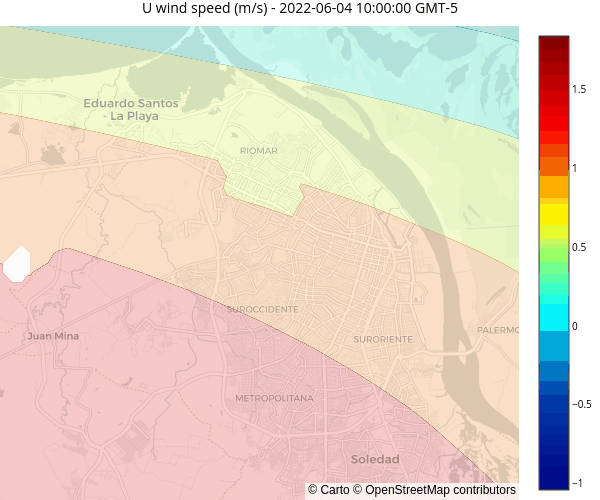 U wind speed (m/s) - 2022-06-04 10:00:00 GMT-5
Eduardo Santos
- La Playa
RIOMAR
SUROCCIDENTE
Juan Mina
SURORIENTE
PALERMO
METROPOLITANA
Soledad
© Carto © OpenStreetMap contributors
1.5
1
0.5
0
−0.5
−1